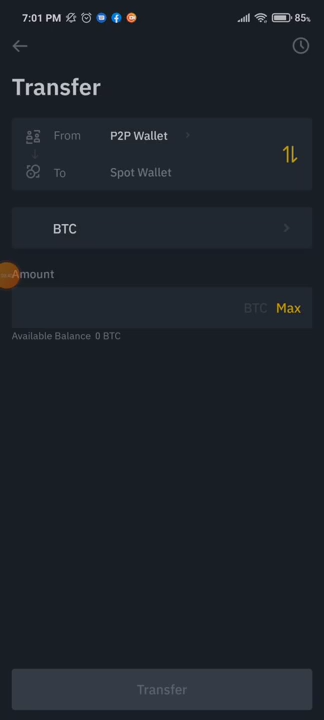 7:01 PM 85%
Transfer
From P2P Wallet
To Spot Wallet
BTC
Amount
BTC Max
Available Balance 0 BTC
Transfer